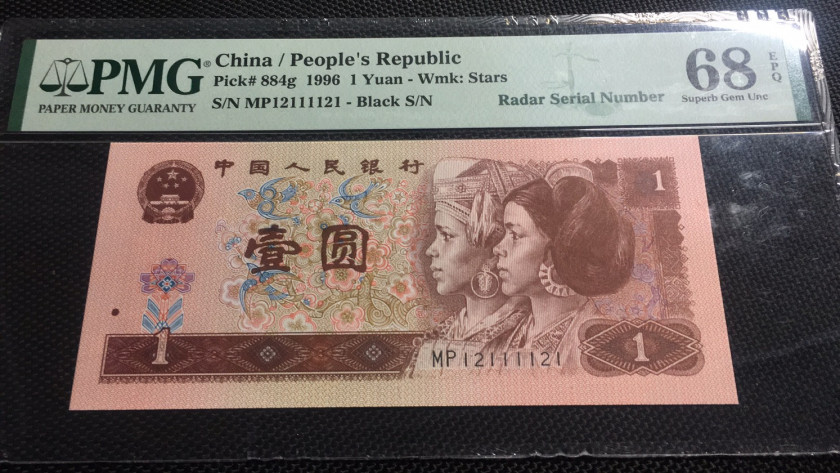 PMG® China / People's Republic
Pick# 884g 1996 1 Yuan - Wmk: Stars
PAPER MONEY GUARANTY S/N MP12111121 - Black S/N
Radar Serial Number
68 EPQ
Superb Gem Unc
中国人民银行
1
壹圆
1
MP12111121
1